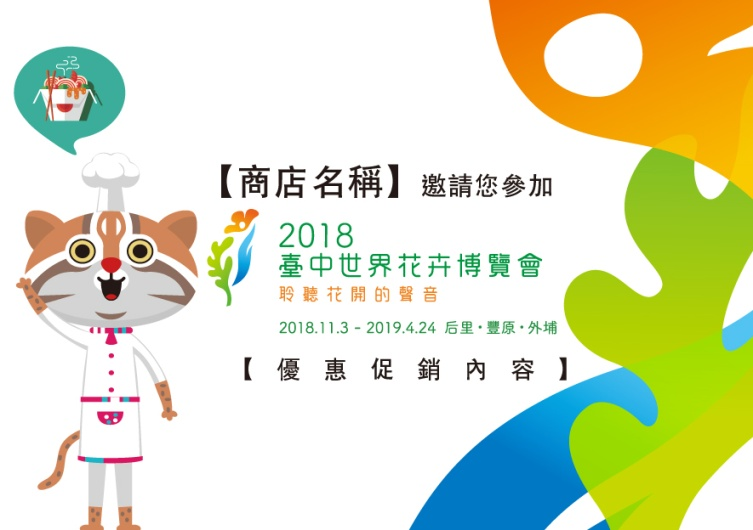 【商店名稱】邀請您參加
2018
臺中世界花卉博覽會
聆聽花開的聲音
2018.11.3 - 2019.4.24 后里・豐原・外埔
【優惠促銷內容】